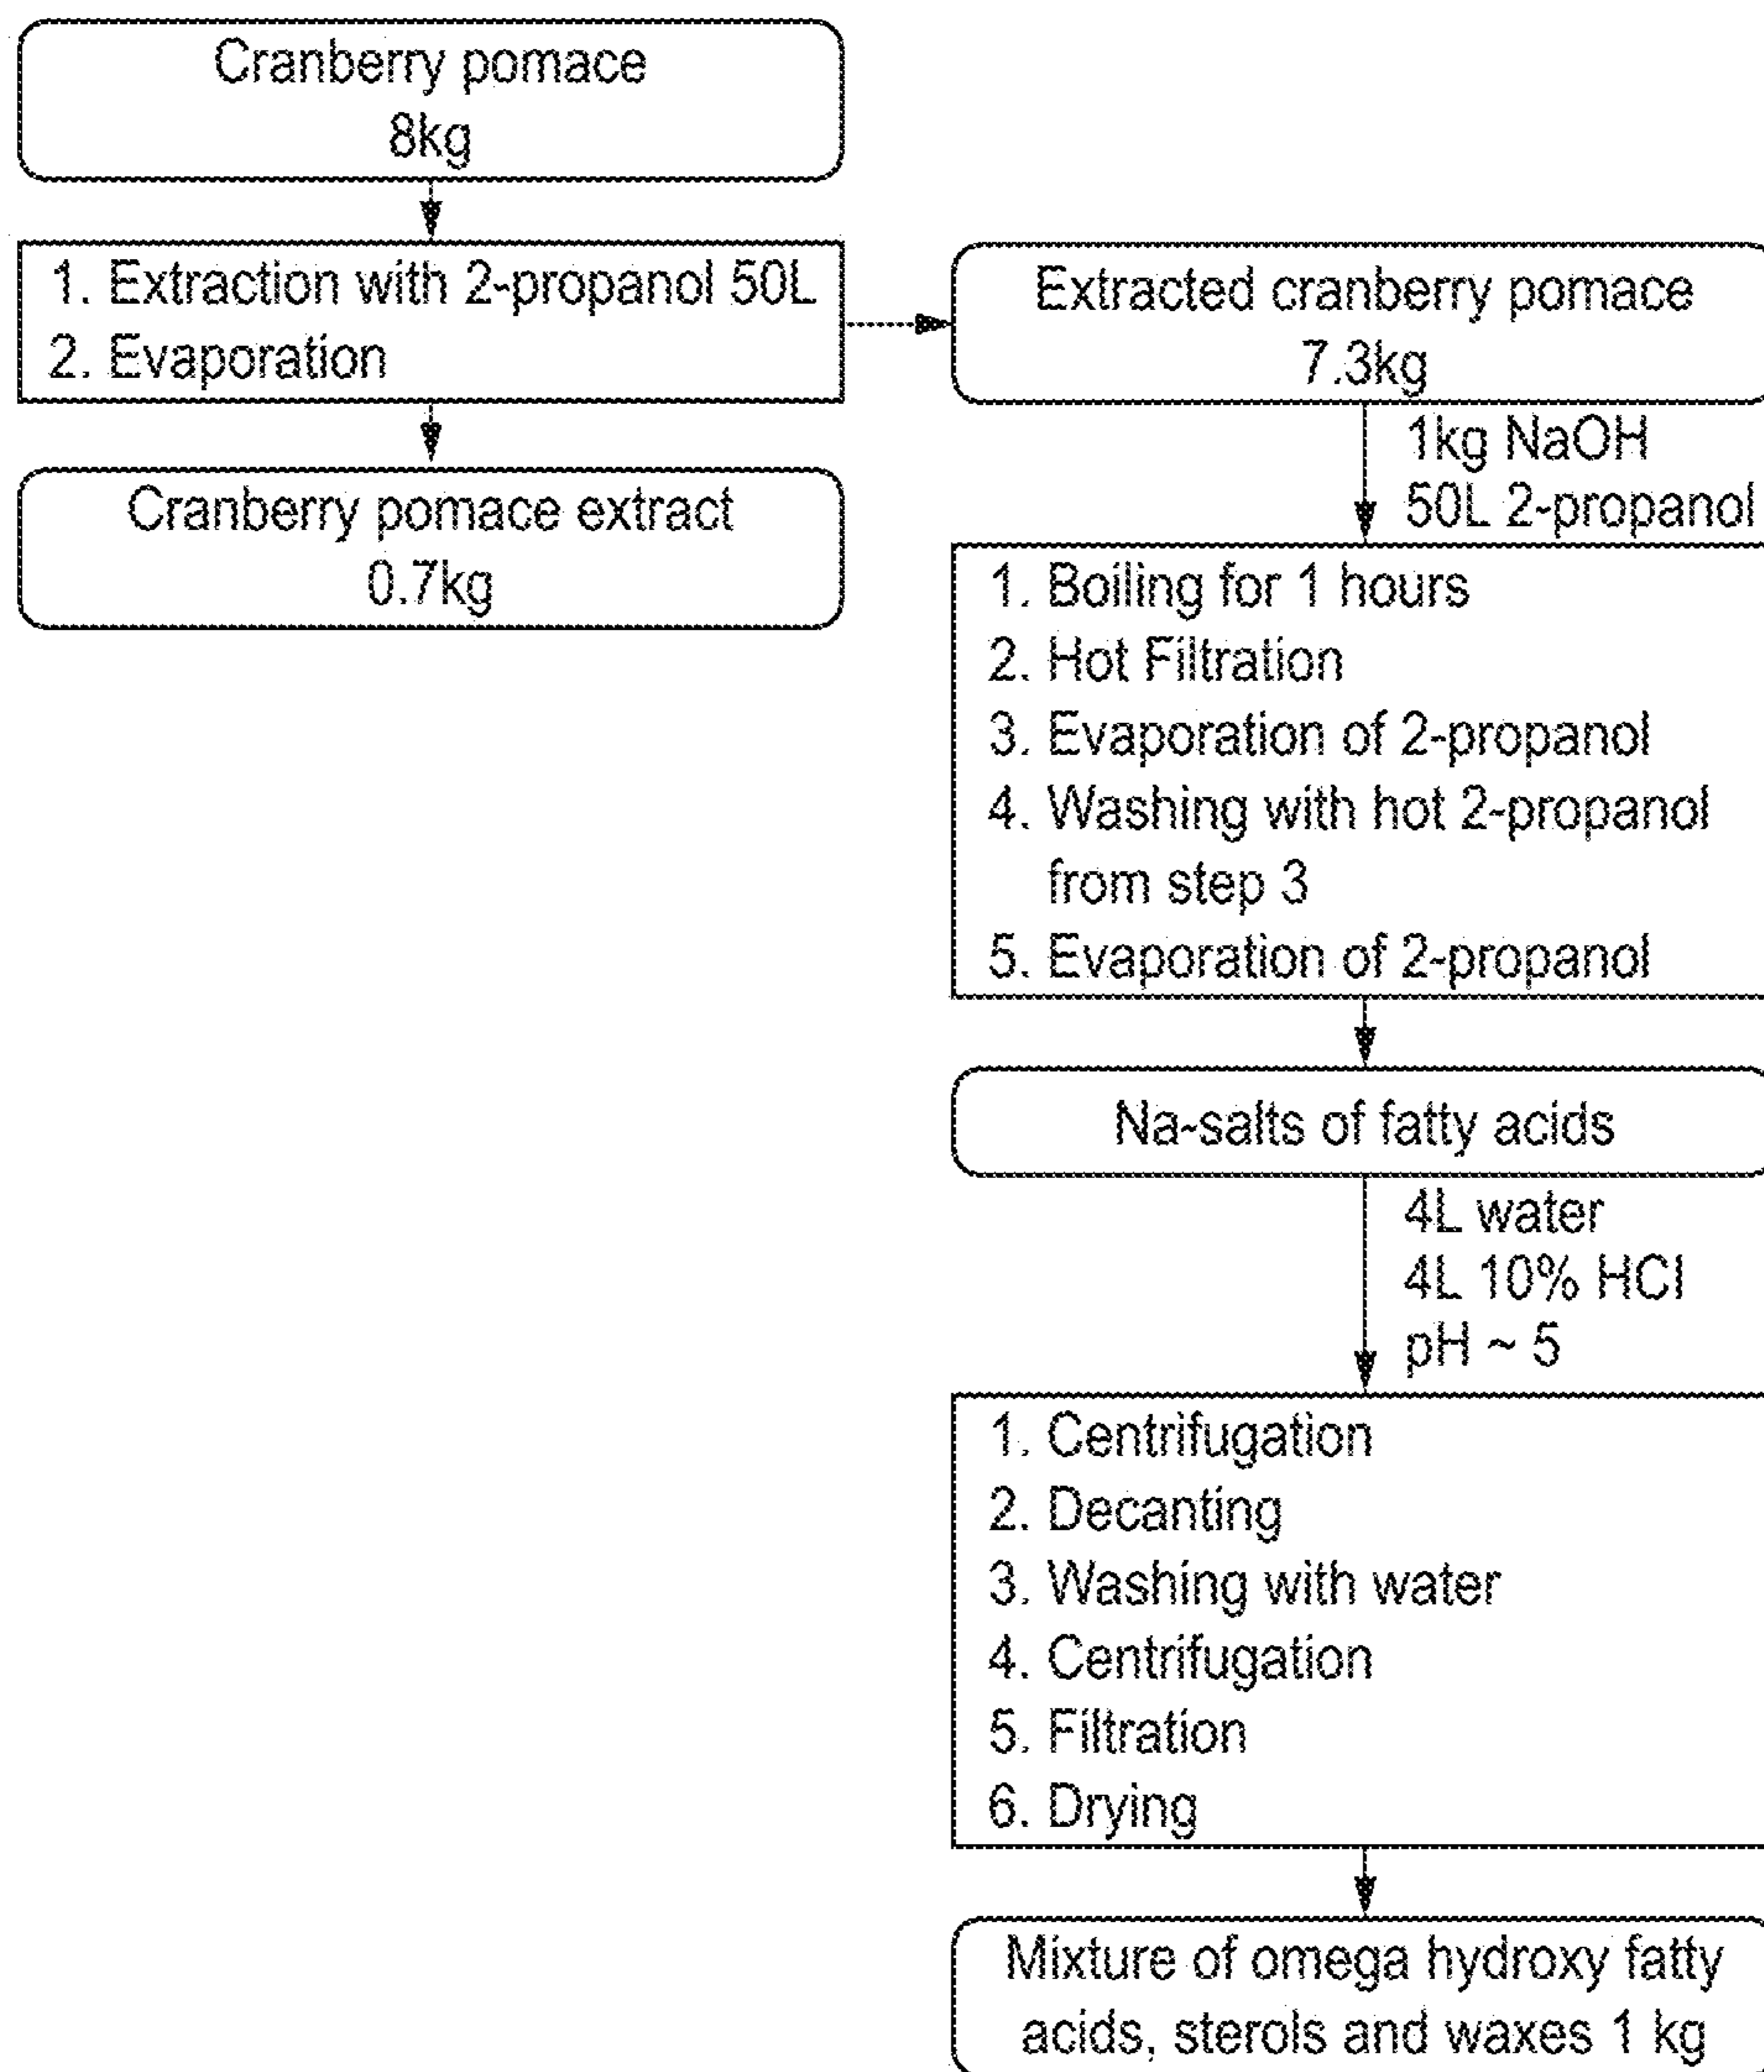 Cranberry pomace
8kg
1. Extraction with 2-propanol 50L
2. Evaporation
Cranberry pomace extract
0.7kg
Extracted cranberry pomace
7.3kg
1kg NaOH
50L 2-propanol
1. Boiling for 1 hours
2. Hot Filtration
3. Evaporation of 2-propanol
4. Washing with hot 2-propanol
from step 3
5. Evaporation of 2-propanol
Na-salts of fatty acids
4L water
4L 10% HCl
pH ~ 5
1. Centrifugation
2. Decanting
3. Washing with water
4. Centrifugation
5. Filtration
6. Drying
Mixture of omega hydroxy fatty
acids, sterols and waxes 1 kg